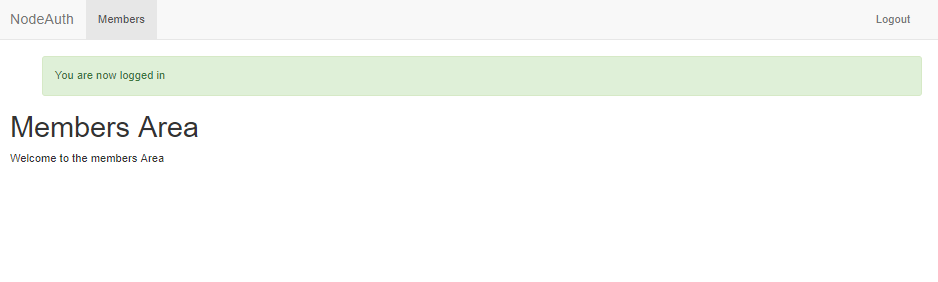 NodeAuth Members Logout
You are now logged in
Members Area
Welcome to the members Area